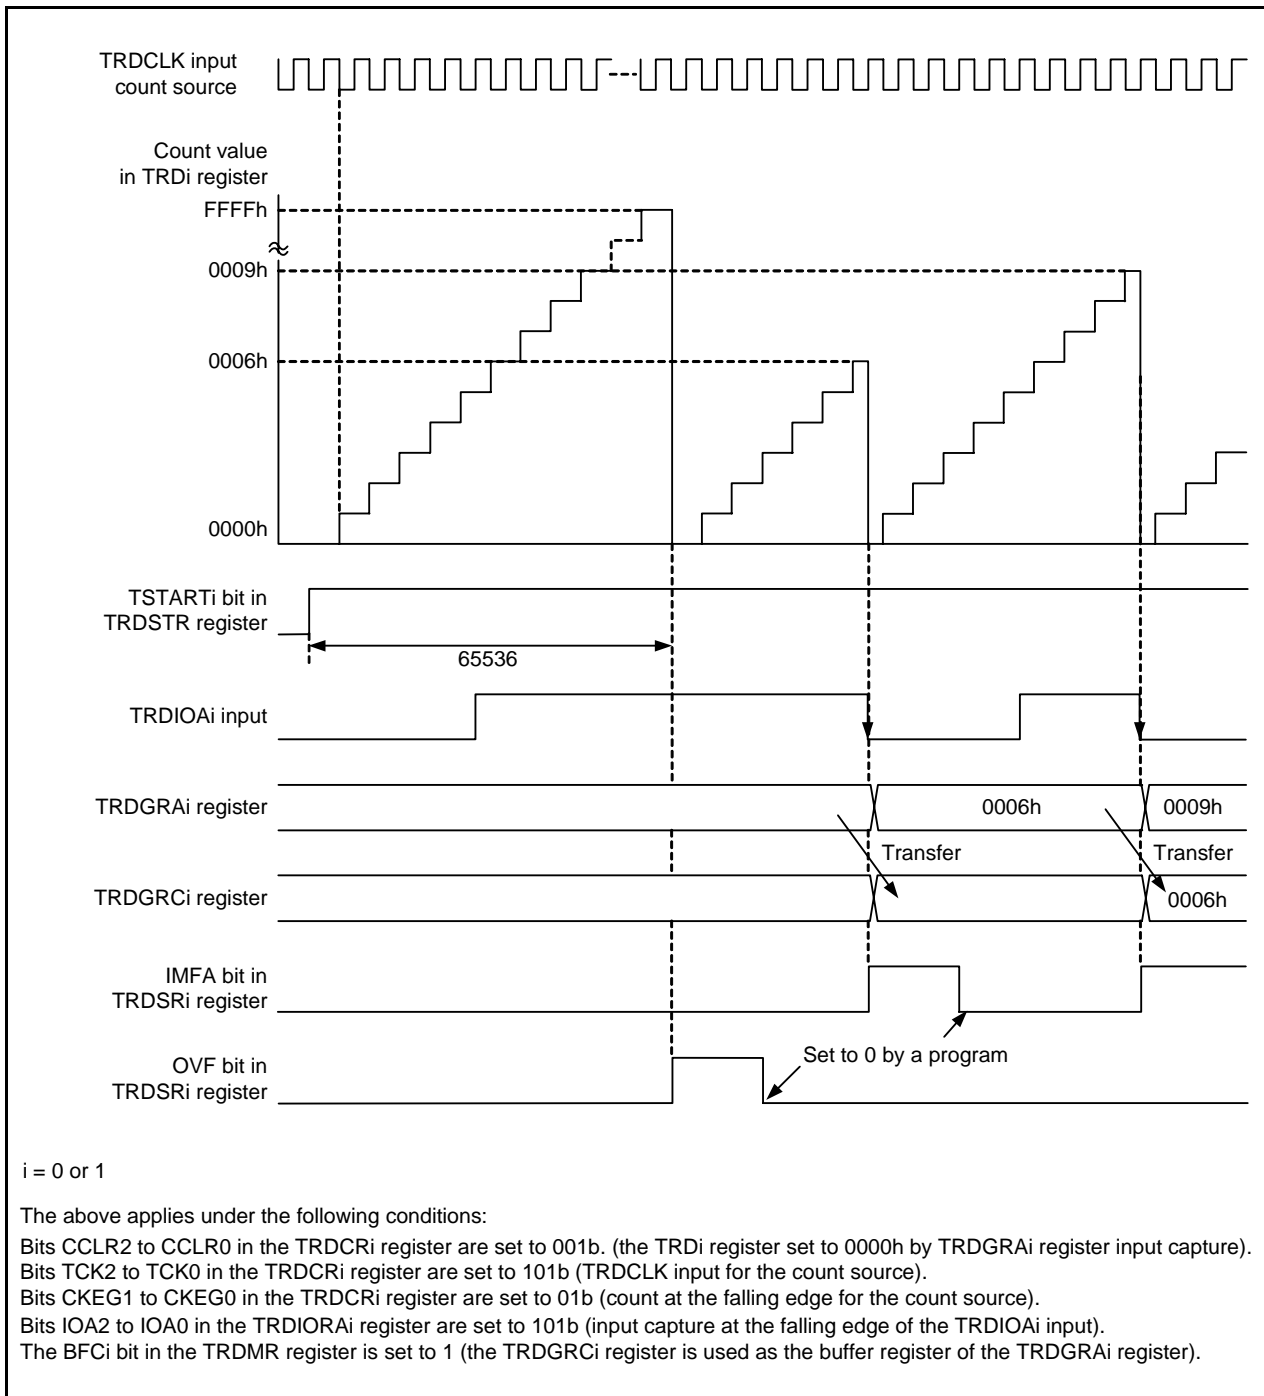 TRDCLK input
count source
Count value
in TRDi register
FFFFh
0009h
0006h
0000h
TSTARTi bit in
TRDSTR register
65536
TRDIOAi input
TRDGRAi register
0006h
0009h
Transfer
Transfer
TRDGRCi register
0006h
IMFA bit in
TRDSRi register
Set to 0 by a program
OVF bit in
TRDSRi register
i = 0 or 1
The above applies under the following conditions:
Bits CCLR2 to CCLR0 in the TRDCRi register are set to 001b. (the TRDi register set to 0000h by TRDGRAi register input capture).
Bits TCK2 to TCK0 in the TRDCRi register are set to 101b (TRDCLK input for the count source).
Bits CKEG1 to CKEG0 in the TRDCRi register are set to 01b (count at the falling edge for the count source).
Bits IOA2 to IOA0 in the TRDIORAi register are set to 101b (input capture at the falling edge of the TRDIOAi input).
The BFCi bit in the TRDMR register is set to 1 (the TRDGRCi register is used as the buffer register of the TRDGRAi register).